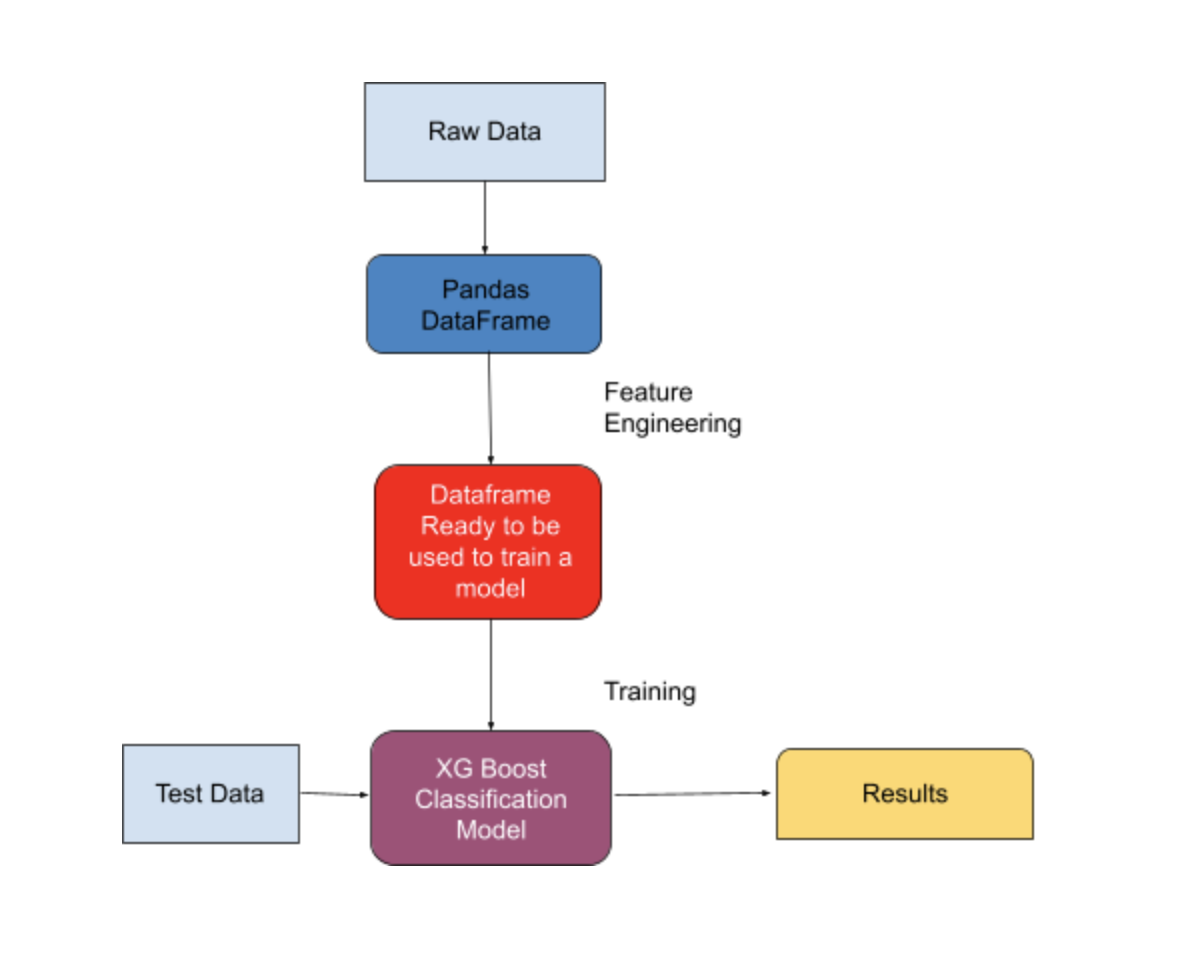 Raw Data
Pandas
DataFrame
Feature
Engineering
Dataframe
Ready to be
used to train a
model
Training
Test Data
XG Boost
Classification
Model
Results